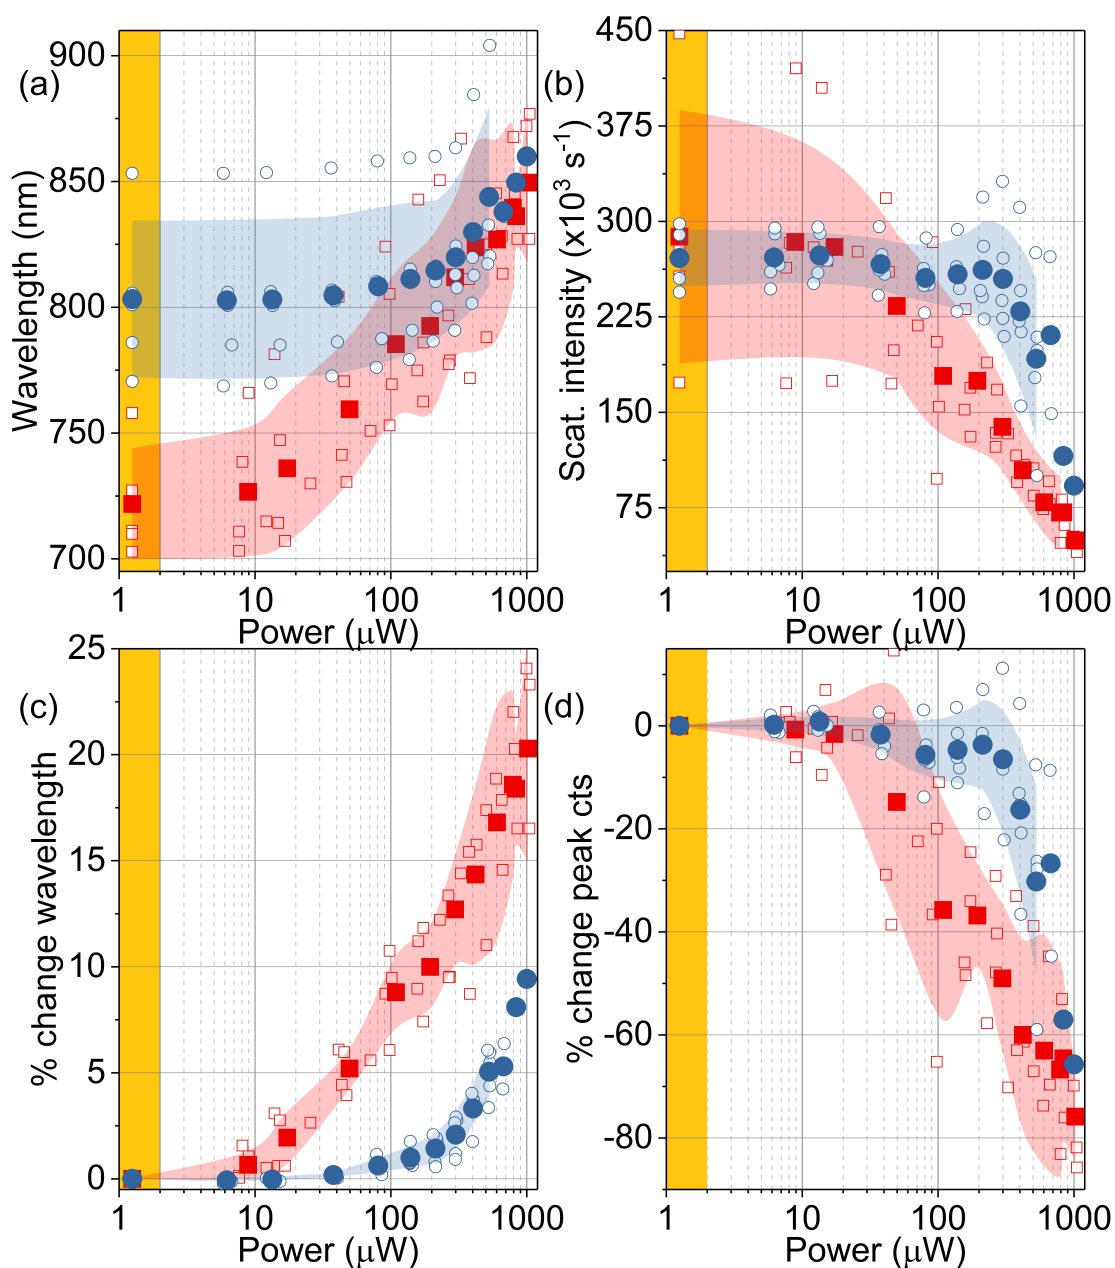 (a)
Wavelength (nm)
900
850
800
750
700
1 10 100 1000
Power (μW)
(b)
Scat. intensity (x10³ s⁻¹)
450
375
300
225
150
75
1 10 100 1000
Power (μW)
(c)
% change wavelength
25
20
15
10
5
0
1 10 100 1000
Power (μW)
(d)
% change peak cts
0
-20
-40
-60
-80
1 10 100 1000
Power (μW)